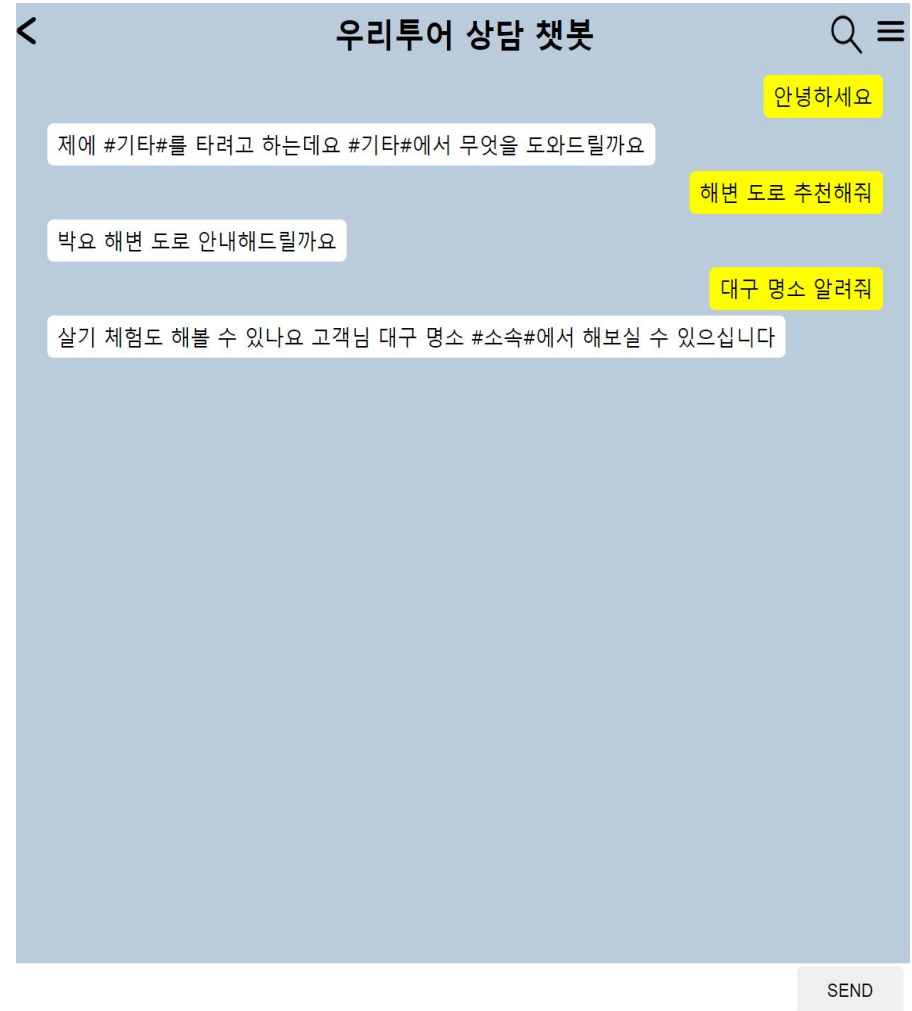 우리투어 상담 챗봇
안녕하세요
제에 #기타#를 타려고 하는데요 #기타#에서 무엇을 도와드릴까요
해변 도로 추천해줘
박요 해변 도로 안내해드릴까요
대구 명소 알려줘
살기 체험도 해볼 수 있나요 고객님 대구 명소 #소속#에서 해보실 수 있으십니다
SEND